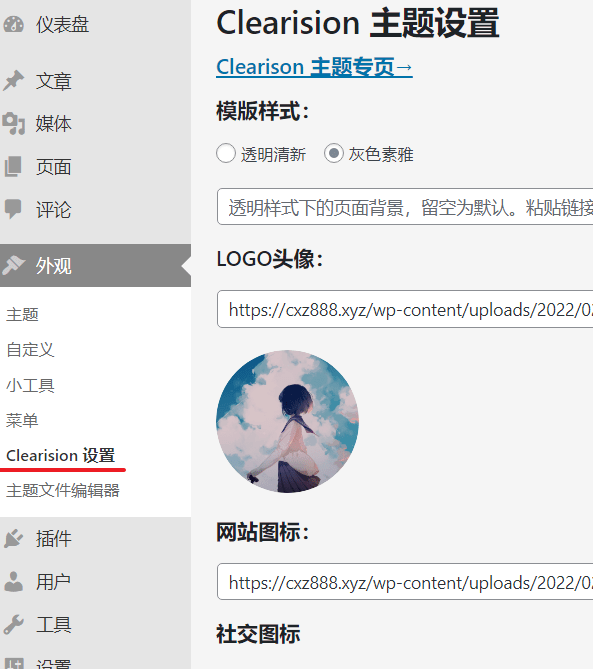 仪表盘
文章
媒体
页面
评论
外观
主题
自定义
小工具
菜单
Clearision 设置
主题文件编辑器
插件
用户
工具
设置
Clearision 主题设置
Clearison 主题专页→
模版样式：
透明清新 灰色素雅
透明样式下的页面背景，留空为默认。粘贴链接
LOGO头像：
https://cxz888.xyz/wp-content/uploads/2022/02
网站图标：
https://cxz888.xyz/wp-content/uploads/2022/02
社交图标